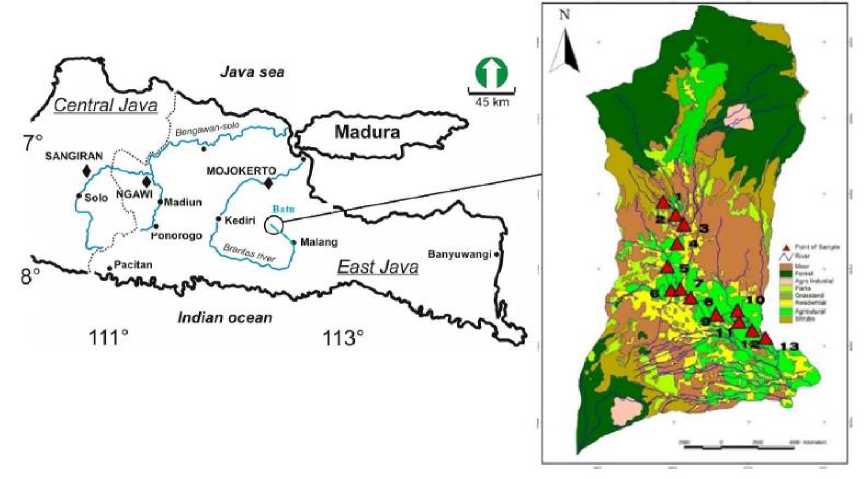 Java sea
45 km
Central Java
Madura
Bengawan-solo
7°
SANGIRAN
MOJOKERTO
NGAWI
Solo
Madiun
Batu
Kediri
Ponorogo
Malang
Brantas river
Banyuwangi
East Java
8°
Pacitan
Indian ocean
111°
113°
N
1
2
3
4
5
6
7
8
9
10
11
12
13
Point of Sample
River
Moor
Forest
Agro Industrial
Parks
Grassland
Residential
Agricultural
Shrubs